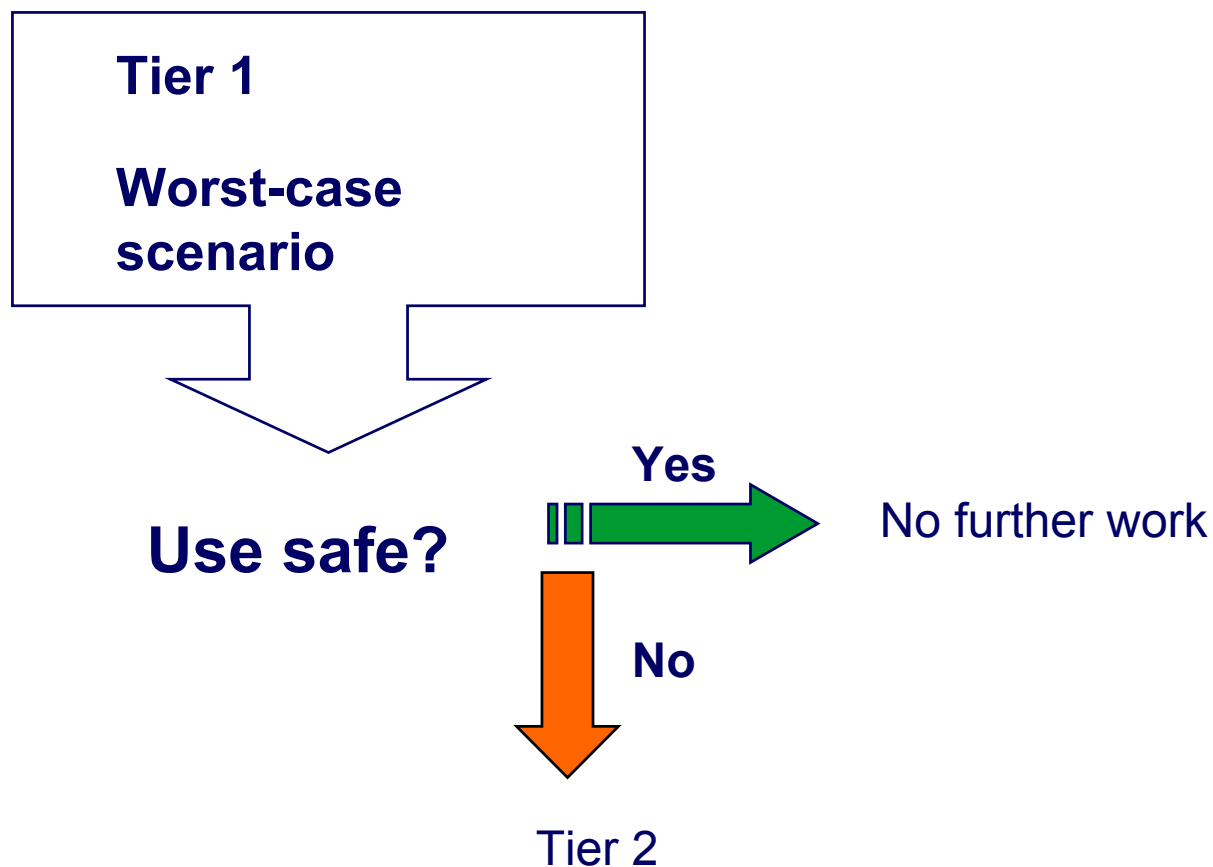 Tier 1
Worst-case
scenario
Yes
Use safe?
No further work
No
Tier 2